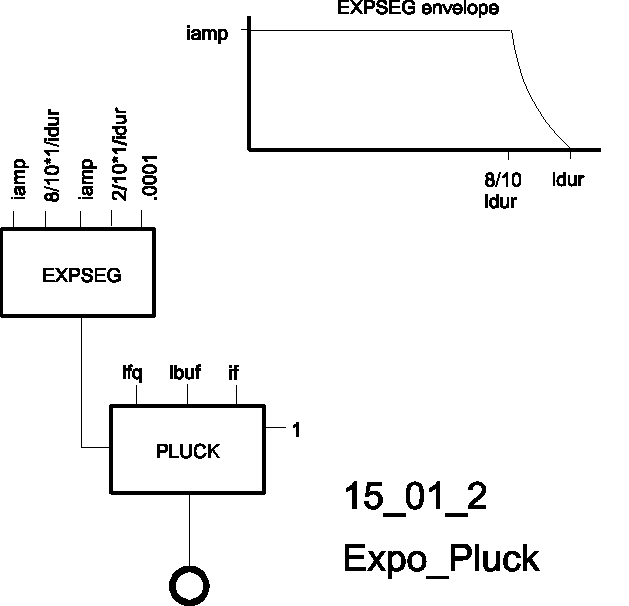 EXPSEG envelope
iamp
8/10
Idur
Idur
iamp
8/10*1/idur
iamp
2/10*1/idur
.0001
EXPSEG
Ifq
Ibuf
if
PLUCK
1
15_01_2
Expo_Pluck